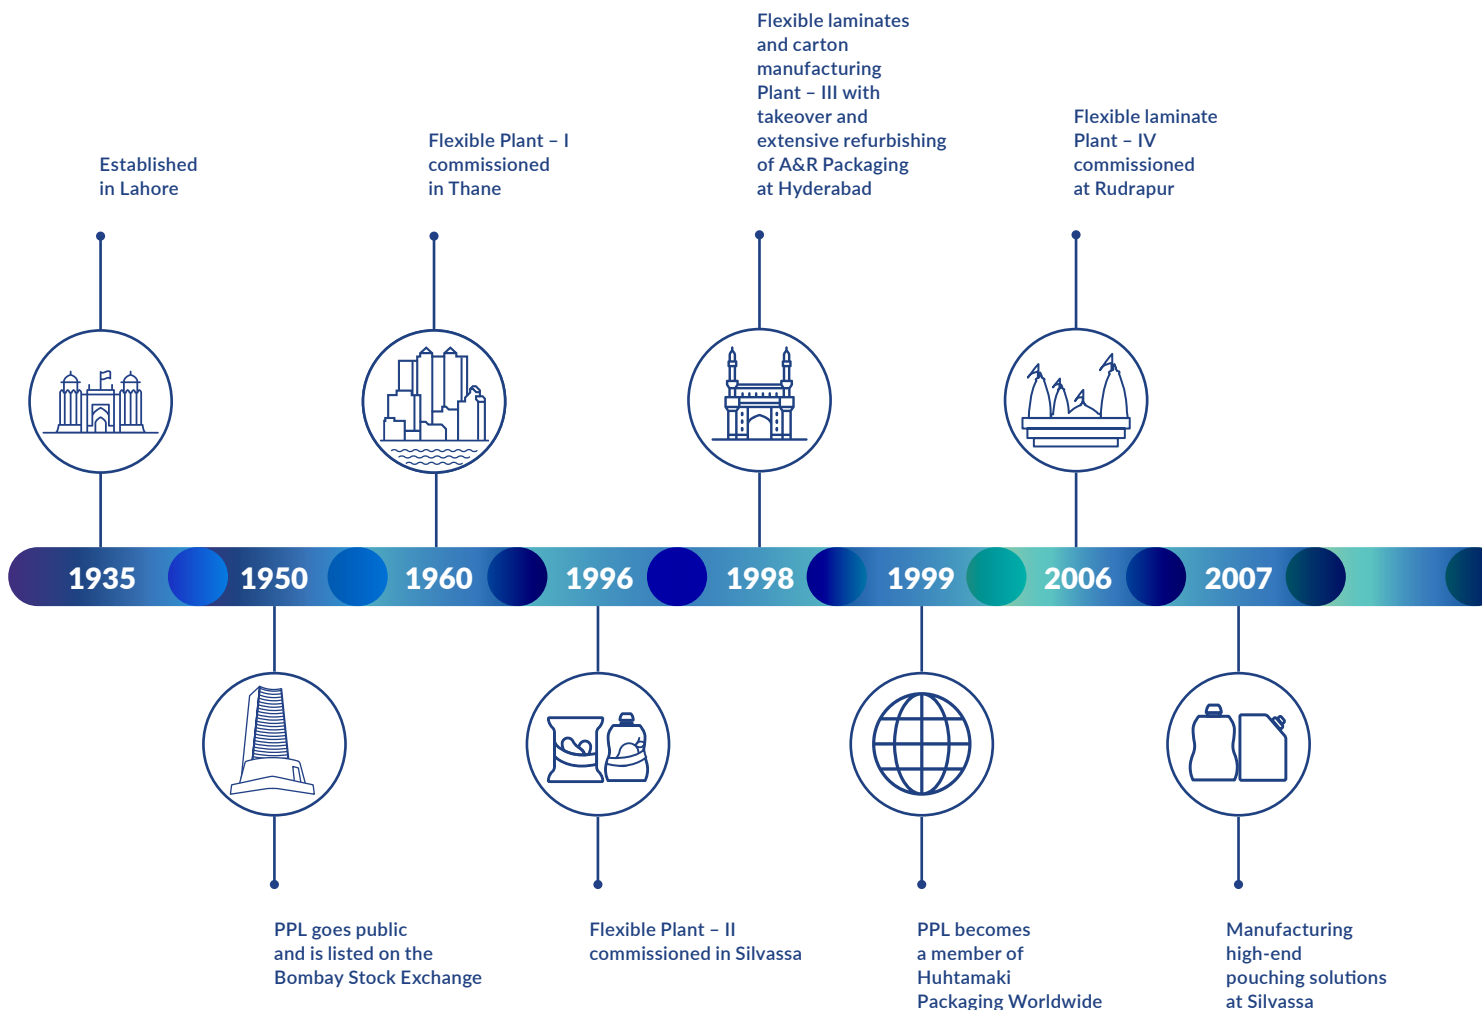 Flexible laminates
and carton
manufacturing
Plant – III with
takeover and
extensive refurbishing
of A&R Packaging
at Hyderabad
Flexible laminate
Plant – IV
commissioned
at Rudrapur
Flexible Plant – I
commissioned
in Thane
Established
in Lahore
1935 1950 1960 1996 1998 1999 2006 2007
PPL goes public
and is listed on the
Bombay Stock Exchange
Flexible Plant – II
commissioned in Silvassa
PPL becomes
a member of
Huhtamaki
Packaging Worldwide
Manufacturing
high-end
pouching solutions
at Silvassa